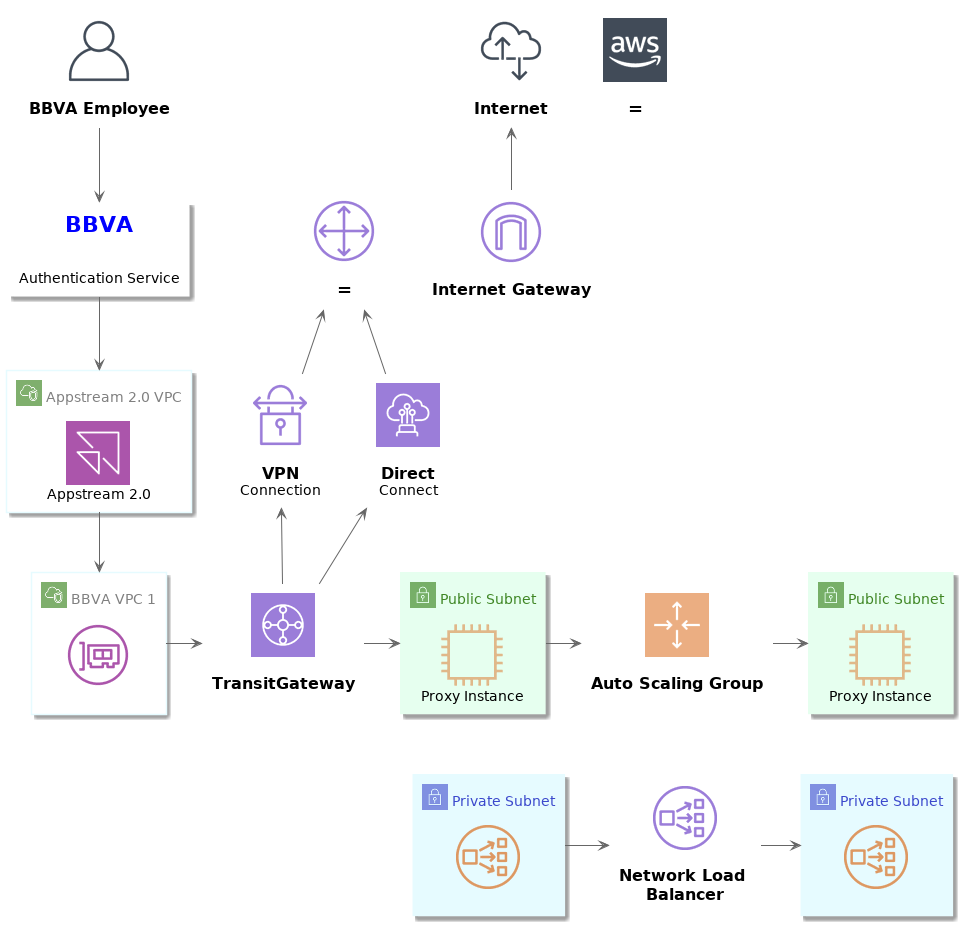 aws
BBVA Employee
Internet
=
BBVA
Authentication Service
=
Internet Gateway
Appstream 2.0 VPC
Appstream 2.0
VPN
Connection
Direct
Connect
BBVA VPC 1
TransitGateway
Public Subnet
Proxy Instance
Auto Scaling Group
Public Subnet
Proxy Instance
Private Subnet
Network Load
Balancer
Private Subnet